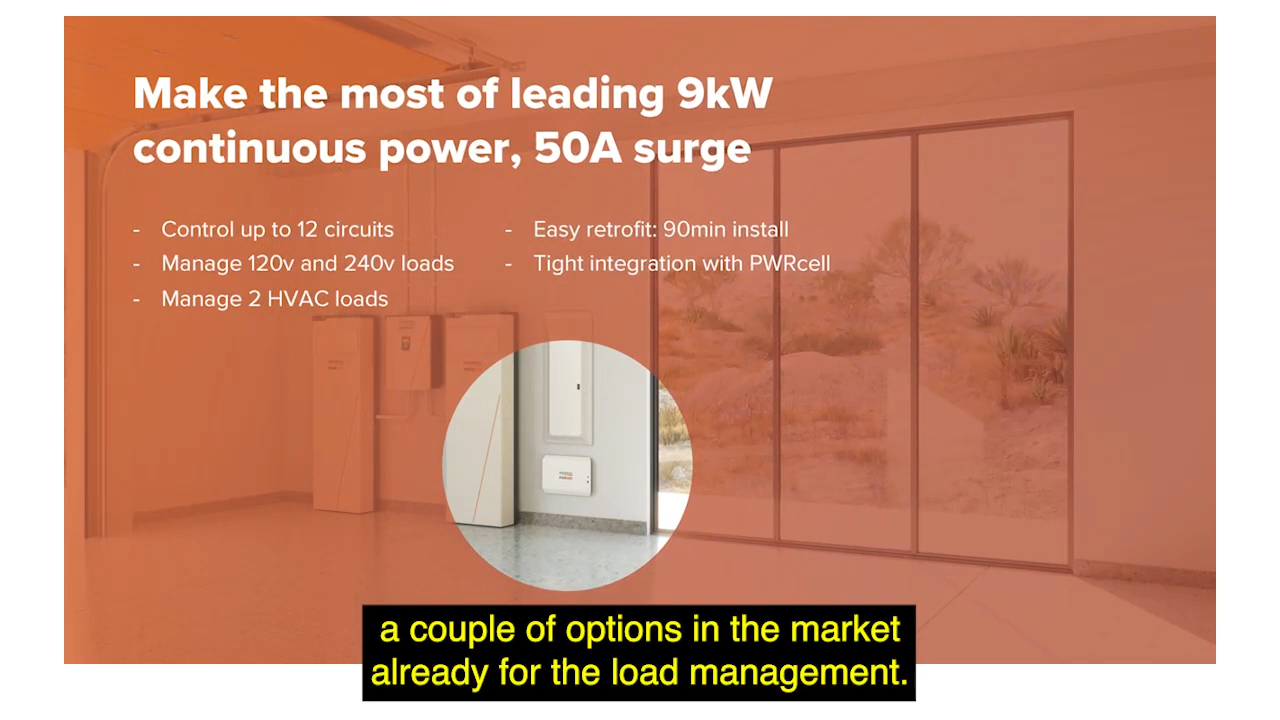 Make the most of leading 9kW
continuous power, 50A surge
- Control up to 12 circuits
- Manage 120v and 240v loads
- Manage 2 HVAC loads
- Easy retrofit: 90min install
- Tight integration with PWRcell
a couple of options in the market
already for the load management.